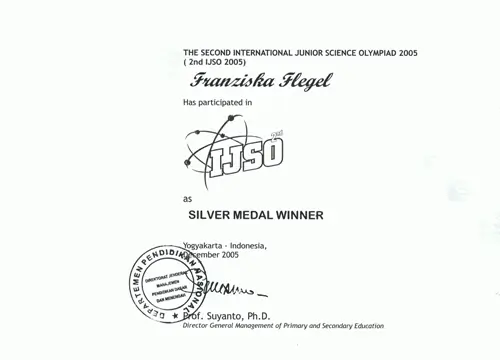 THE SECOND INTERNATIONAL JUNIOR SCIENCE OLYMPIAD 2005
( 2nd IJSO 2005)
Franziska Flegel
Has participated in
2nd
IJSO
as
SILVER MEDAL WINNER
Yogyakarta - Indonesia,
December 2005
DEPARTEMEN PENDIDIKAN NASIONAL
DIREKTORAT JENDERAL
MANAJEMEN
PENDIDIKAN DASAR
DAN MENENGAH
Prof. Suyanto, Ph.D.
Director General Management of Primary and Secondary Education